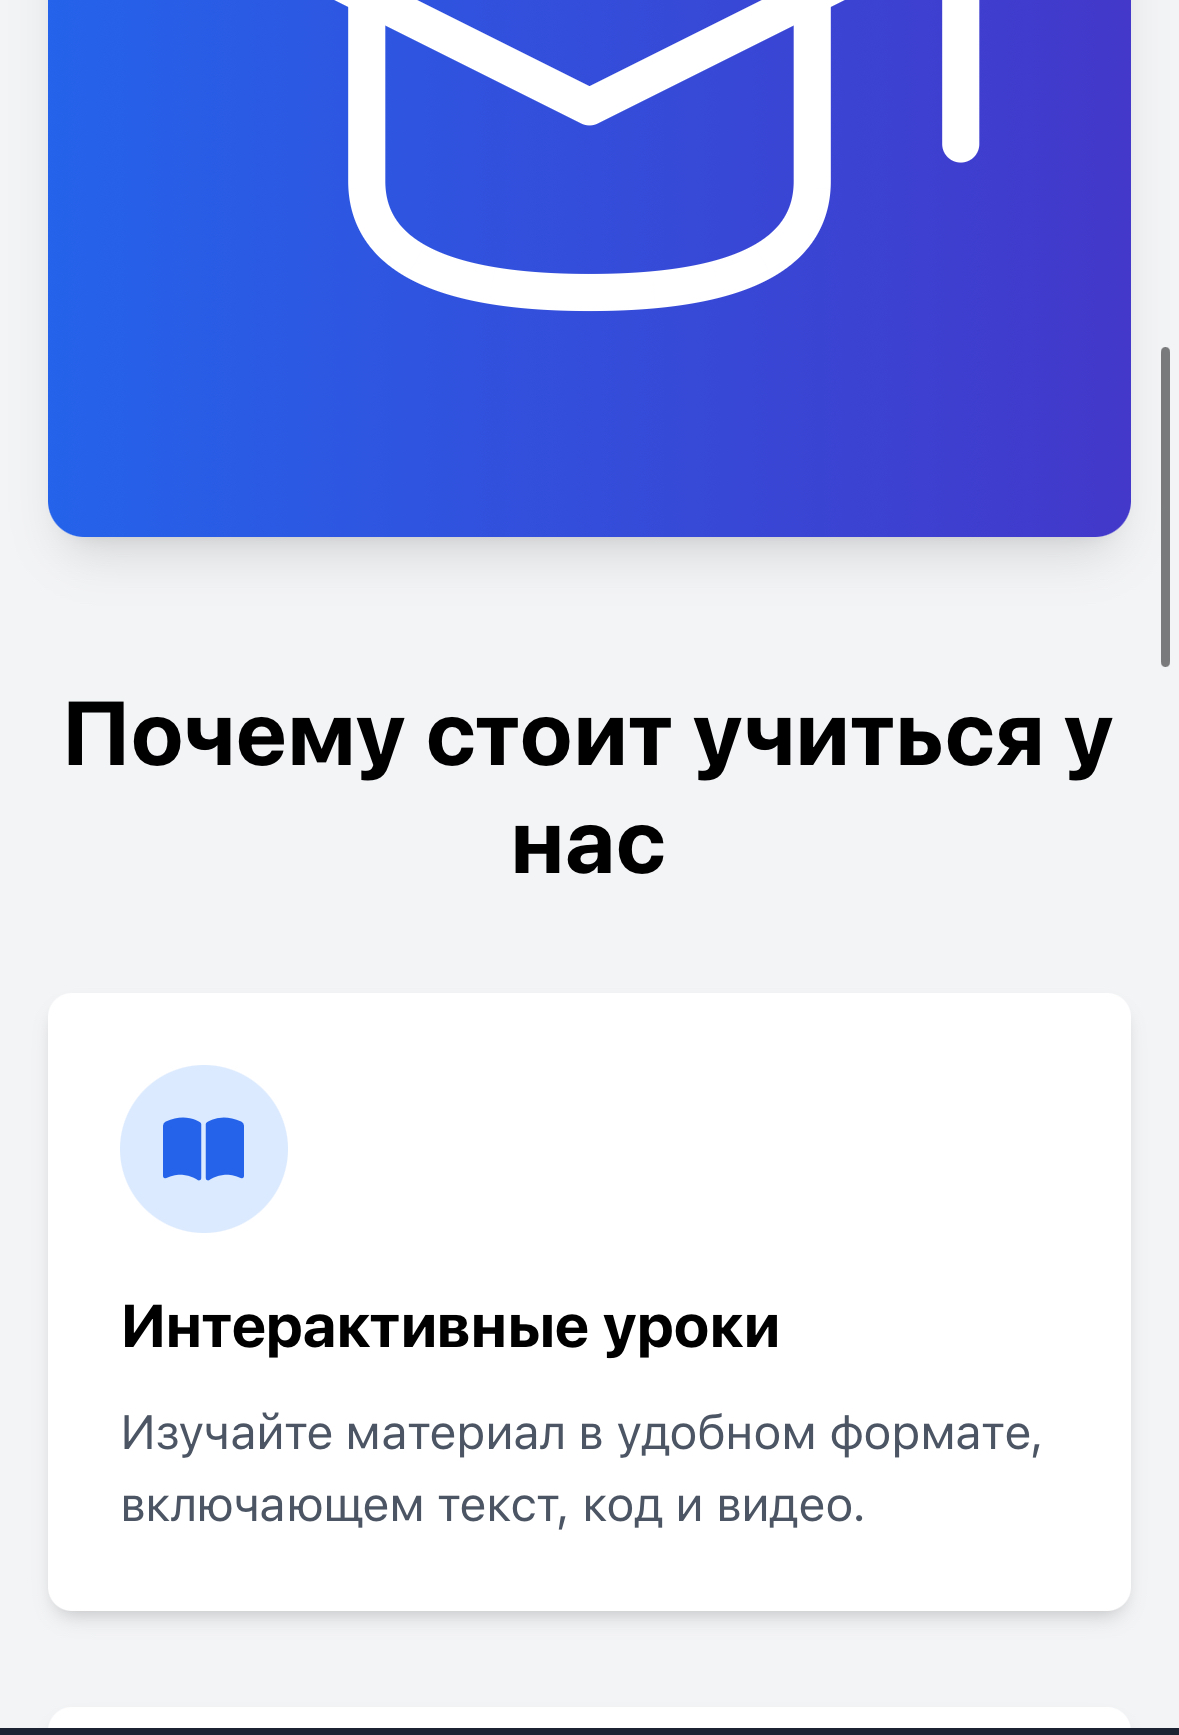 Почему стоит учиться у
нас
Интерактивные уроки
Изучайте материал в удобном формате,
включающем текст, код и видео.